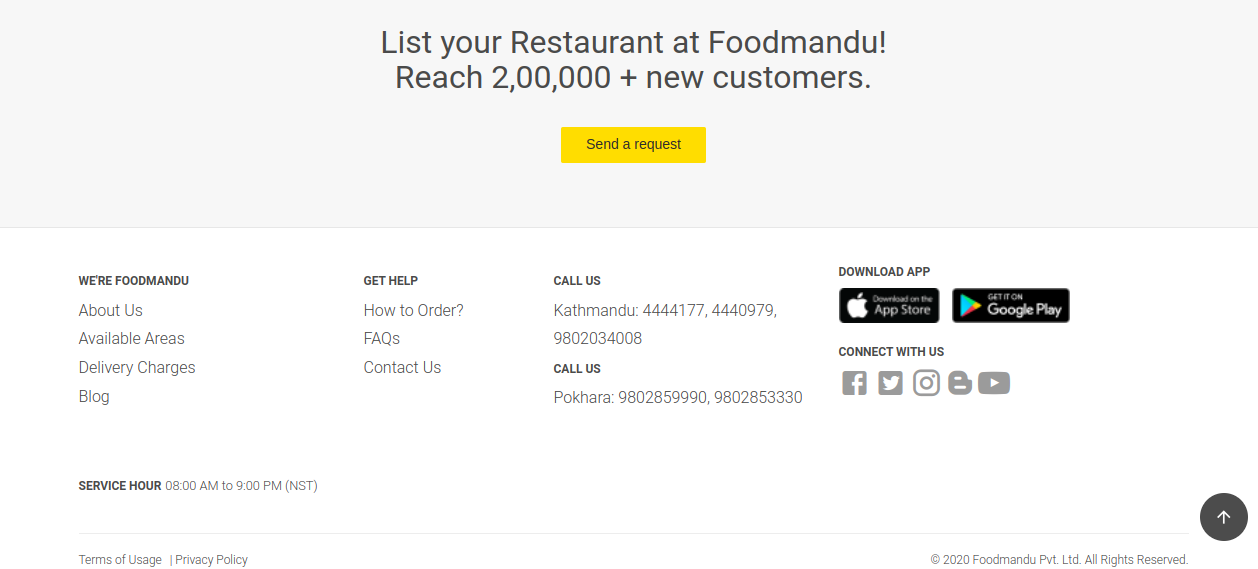 List your Restaurant at Foodmandu!
Reach 2,00,000 + new customers.
Send a request
WE'RE FOODMANDU
About Us
Available Areas
Delivery Charges
Blog
GET HELP
How to Order?
FAQs
Contact Us
CALL US
Kathmandu: 4444177, 4440979,
9802034008
CALL US
Pokhara: 9802859990, 9802853330
DOWNLOAD APP
Download on the
App Store
GET IT ON
Google Play
CONNECT WITH US
SERVICE HOUR 08:00 AM to 9:00 PM (NST)
Terms of Usage | Privacy Policy
© 2020 Foodmandu Pvt. Ltd. All Rights Reserved.